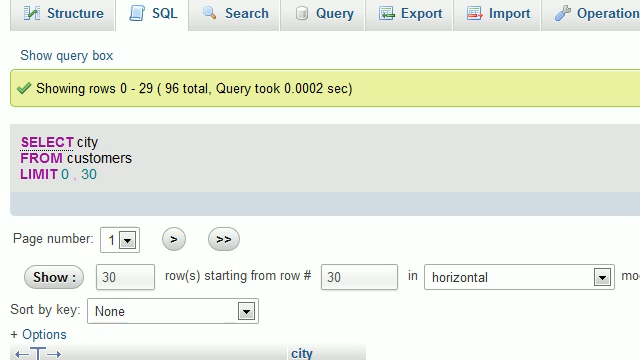 Structure SQL Search Query Export Import Operation
Show query box
Showing rows 0 - 29 ( 96 total, Query took 0.0002 sec)
SELECT city
FROM customers
LIMIT 0 , 30
Page number: 1 > >>
Show : 30 row(s) starting from row # 30 in horizontal mo
Sort by key: None
+ Options
←T→ city